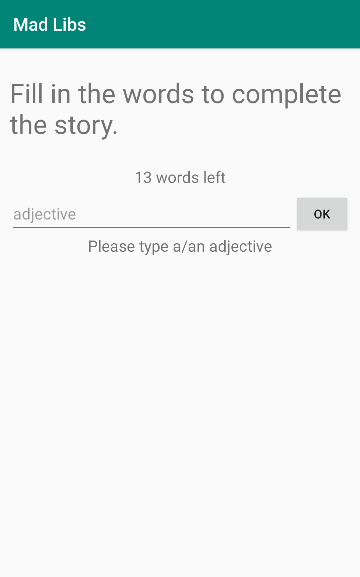 Mad Libs
Fill in the words to complete
the story.
13 words left
adjective
OK
Please type a/an adjective